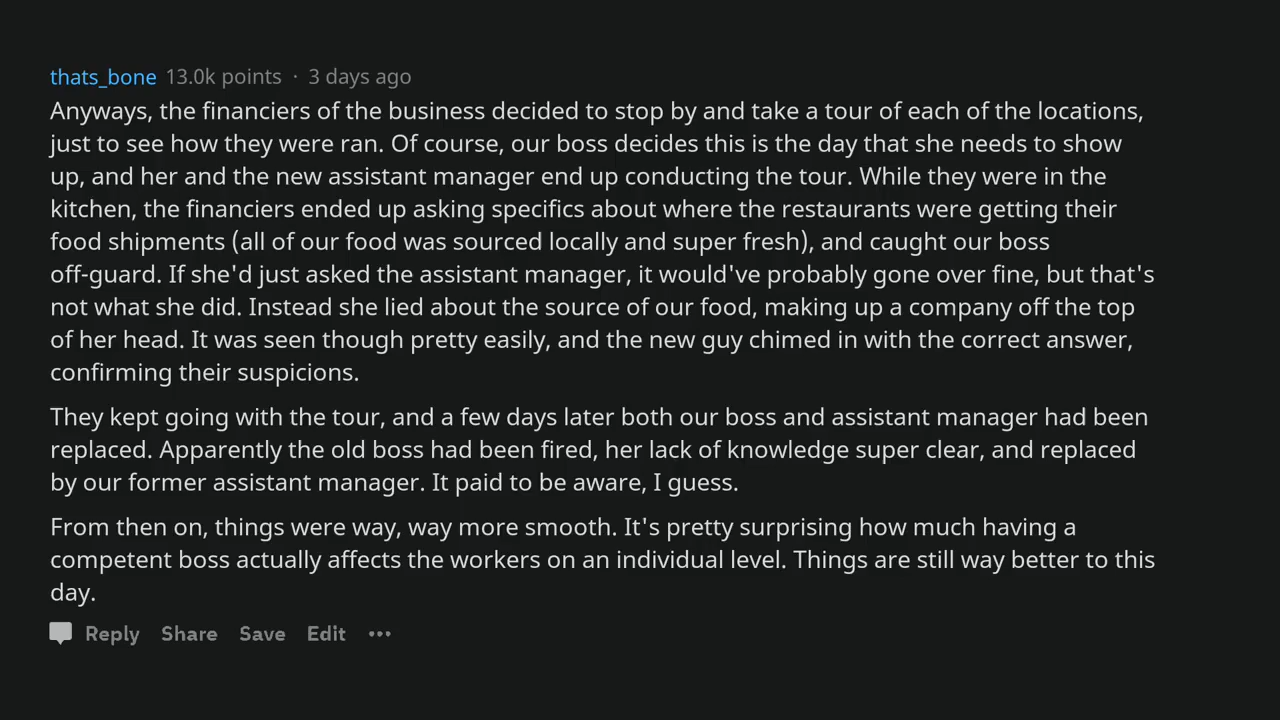 thats_bone 13.0k points · 3 days ago
Anyways, the financiers of the business decided to stop by and take a tour of each of the locations,
just to see how they were ran. Of course, our boss decides this is the day that she needs to show
up, and her and the new assistant manager end up conducting the tour. While they were in the
kitchen, the financiers ended up asking specifics about where the restaurants were getting their
food shipments (all of our food was sourced locally and super fresh), and caught our boss
off-guard. If she'd just asked the assistant manager, it would've probably gone over fine, but that's
not what she did. Instead she lied about the source of our food, making up a company off the top
of her head. It was seen though pretty easily, and the new guy chimed in with the correct answer,
confirming their suspicions.
They kept going with the tour, and a few days later both our boss and assistant manager had been
replaced. Apparently the old boss had been fired, her lack of knowledge super clear, and replaced
by our former assistant manager. It paid to be aware, I guess.
From then on, things were way, way more smooth. It's pretty surprising how much having a
competent boss actually affects the workers on an individual level. Things are still way better to this
day.
Reply Share Save Edit •••